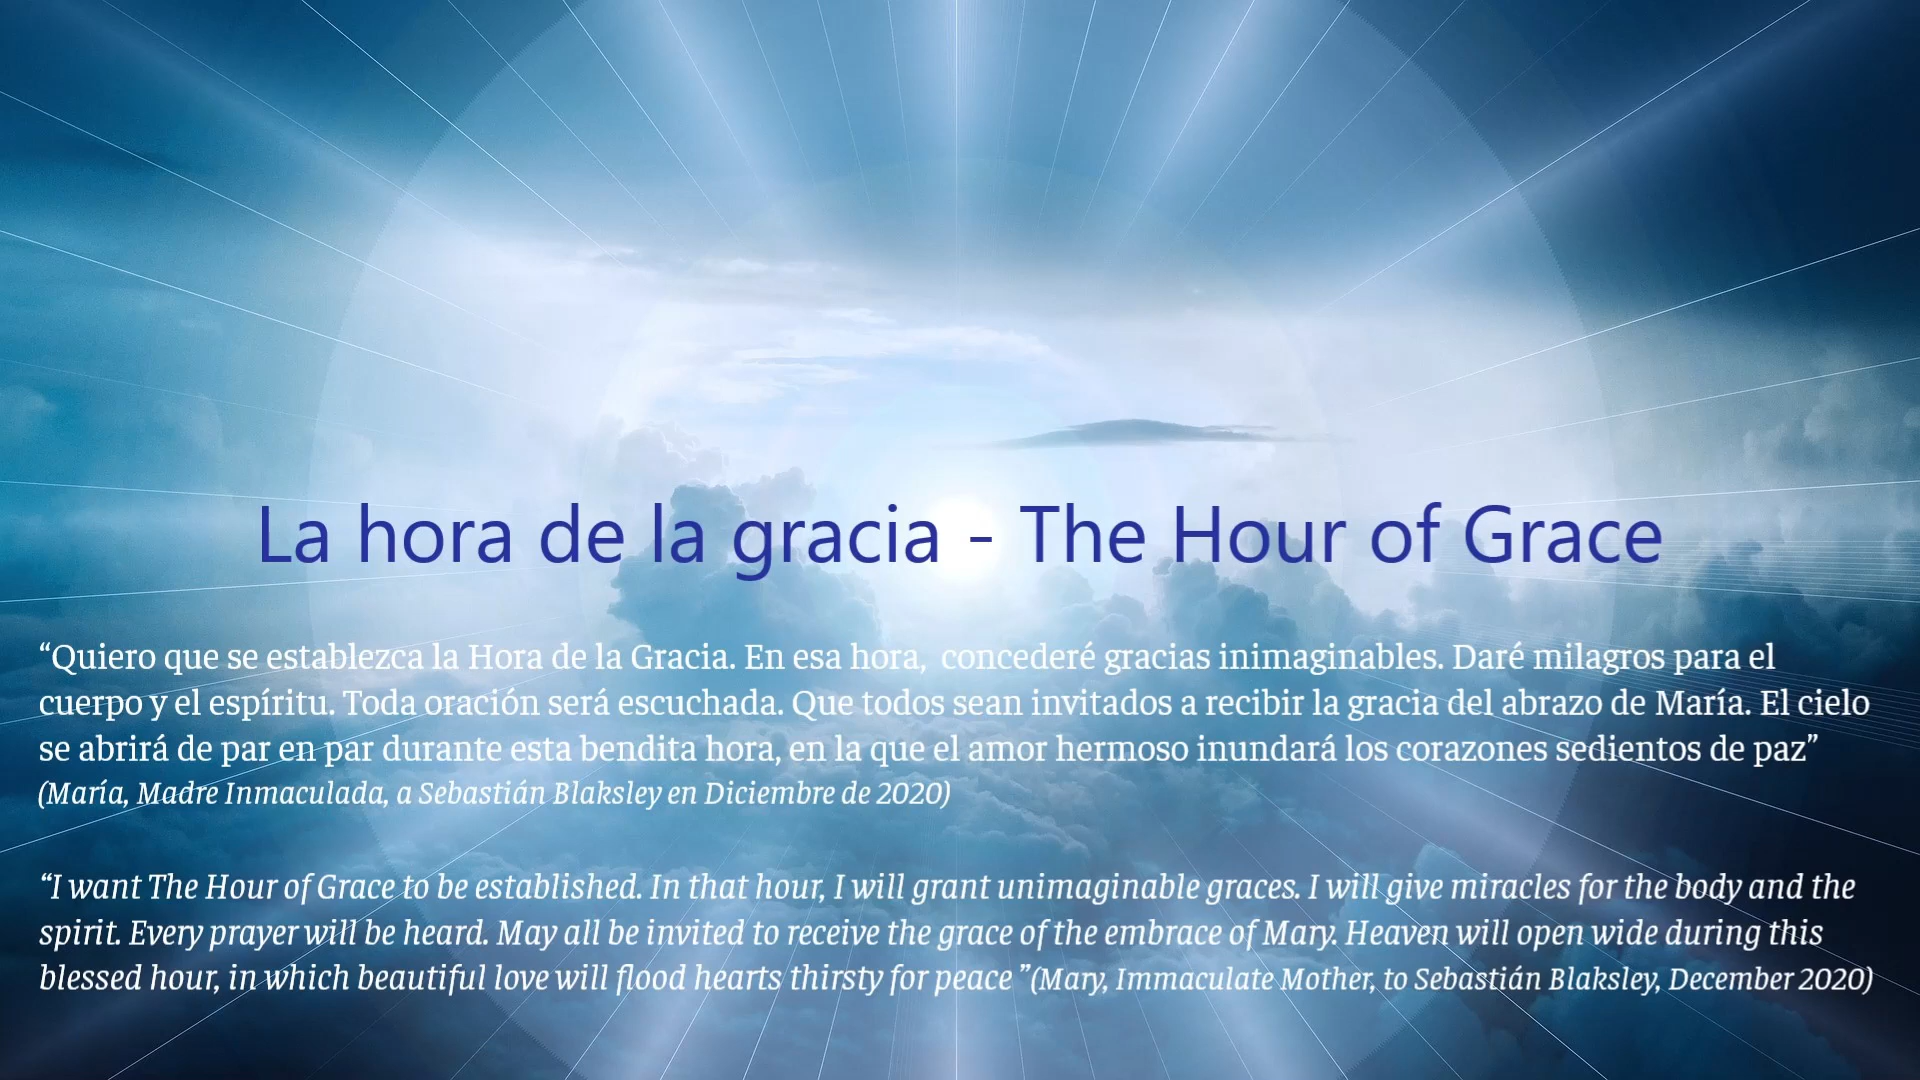 La hora de la gracia - The Hour of Grace
“Quiero que se establezca la Hora de la Gracia. En esa hora,  concederé gracias inimaginables. Daré milagros para el
cuerpo y el espíritu. Toda oración será escuchada. Que todos sean invitados a recibir la gracia del abrazo de María. El cielo
se abrirá de par en par durante esta bendita hora, en la que el amor hermoso inundará los corazones sedientos de paz”
(María, Madre Inmaculada, a Sebastián Blaksley en Diciembre de 2020)
“I want The Hour of Grace to be established. In that hour, I will grant unimaginable graces. I will give miracles for the body and the
spirit. Every prayer will be heard. May all be invited to receive the grace of the embrace of Mary. Heaven will open wide during this
blessed hour, in which beautiful love will flood hearts thirsty for peace ”(Mary, Immaculate Mother, to Sebastián Blaksley, December 2020)